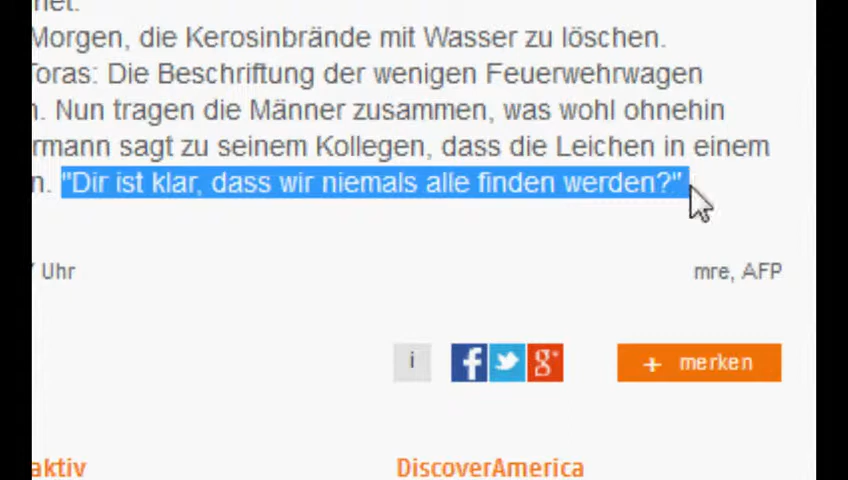 Morgen, die Kerosinbrände mit Wasser zu löschen.
Toras: Die Beschriftung der wenigen Feuerwehrwagen
n. Nun tragen die Männer zusammen, was wohl ohnehin
rmann sagt zu seinem Kollegen, dass die Leichen in einem
n. "Dir ist klar, dass wir niemals alle finden werden?"
Uhr
mre, AFP
i
+ merken
aktiv
DiscoverAmerica